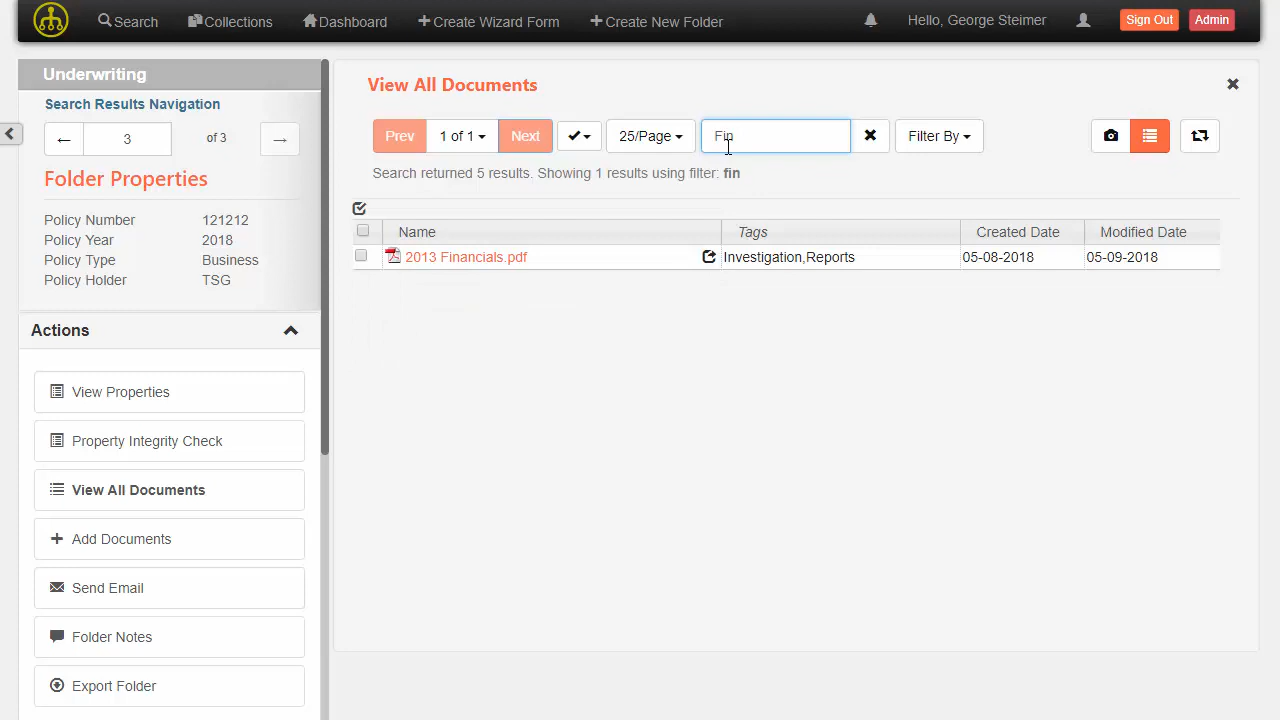 Search Collections Dashboard Create Wizard Form Create New Folder Hello, George Steimer Sign Out Admin
Underwriting
Search Results Navigation
3 of 3
Folder Properties
Policy Number 121212
Policy Year 2018
Policy Type Business
Policy Holder TSG
Actions
View Properties
Property Integrity Check
View All Documents
Add Documents
Send Email
Folder Notes
Export Folder
View All Documents
Prev 1 of 1 Next 25/Page Fin Filter By
Search returned 5 results. Showing 1 results using filter: fin
Name Tags Created Date Modified Date
2013 Financials.pdf Investigation,Reports 05-08-2018 05-09-2018